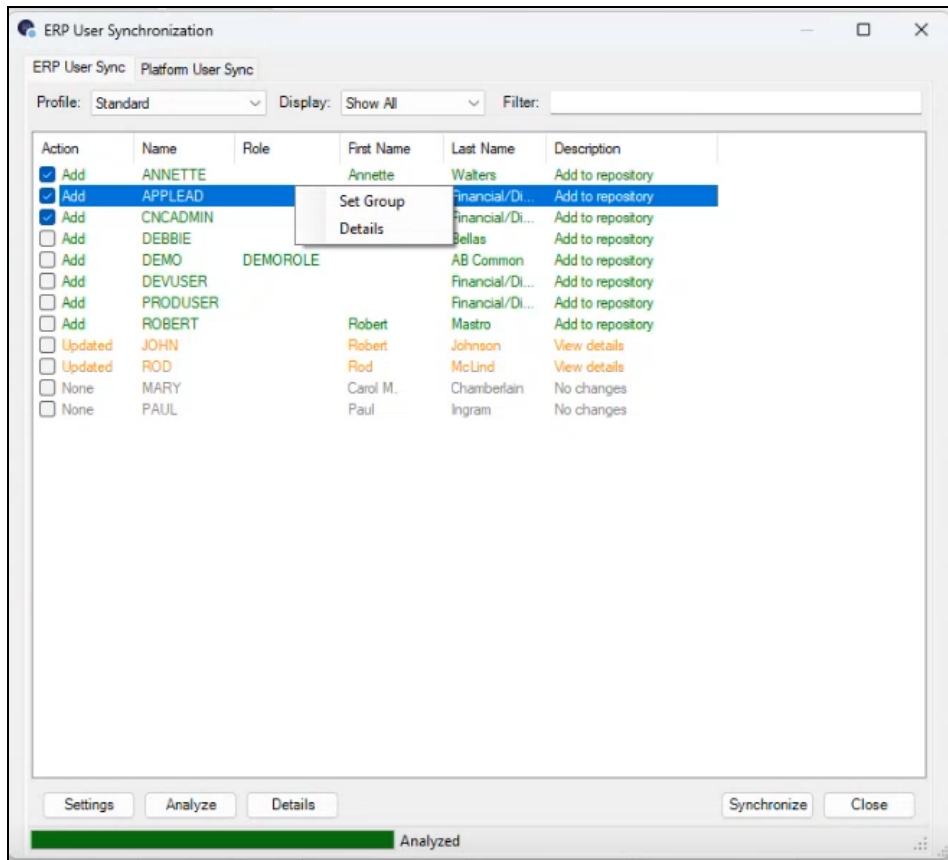 ERP User Synchronization
ERP User Sync Platform User Sync
Profile: Standard Display: Show All Filter:
Action Name Role First Name Last Name Description
Add ANNETTE Annette Walters Add to repository
Add APPLEAD Financial/Di... Add to repository
Set Group
Add CNCADMIN Financial/Di... Add to repository
Details
Add DEBBIE Bellas Add to repository
Add DEMO DEMOROLE AB Common Add to repository
Add DEVUSER Financial/Di... Add to repository
Add PRODUSER Financial/Di... Add to repository
Add ROBERT Robert Mastro Add to repository
Updated JOHN Robert Johnson View details
Updated ROD Rod McLind View details
None MARY Carol M. Chamberlain No changes
None PAUL Paul Ingram No changes
Settings Analyze Details Synchronize Close
Analyzed